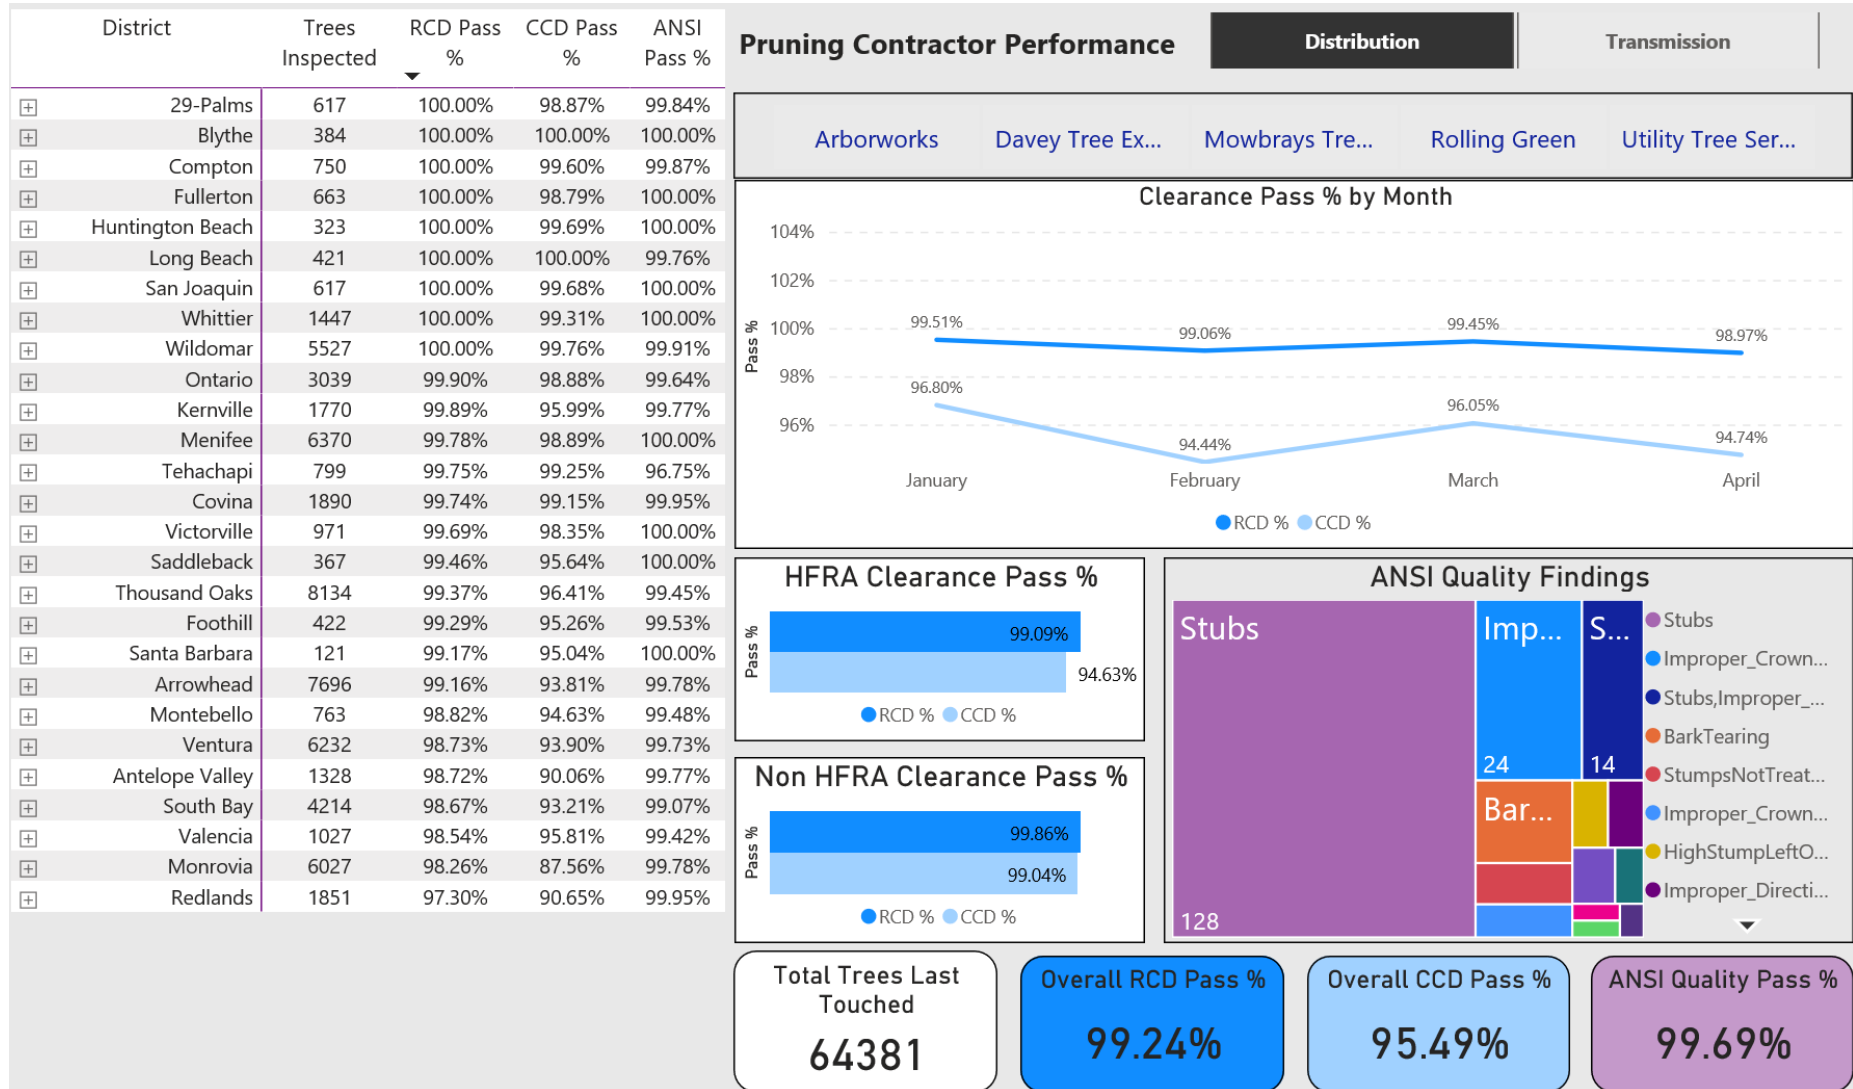 District Trees Inspected RCD Pass % CCD Pass % ANSI Pass %
29-Palms 617 100.00% 98.87% 99.84%
Blythe 384 100.00% 100.00% 100.00%
Compton 750 100.00% 99.60% 99.87%
Fullerton 663 100.00% 98.79% 100.00%
Huntington Beach 323 100.00% 99.69% 100.00%
Long Beach 421 100.00% 100.00% 99.76%
San Joaquin 617 100.00% 99.68% 100.00%
Whittier 1447 100.00% 99.31% 100.00%
Wildomar 5527 100.00% 99.76% 99.91%
Ontario 3039 99.90% 98.88% 99.64%
Kernville 1770 99.89% 95.99% 99.77%
Menifee 6370 99.78% 98.89% 100.00%
Tehachapi 799 99.75% 99.25% 96.75%
Covina 1890 99.74% 99.15% 99.95%
Victorville 971 99.69% 98.35% 100.00%
Saddleback 367 99.46% 95.64% 100.00%
Thousand Oaks 8134 99.37% 96.41% 99.45%
Foothill 422 99.29% 95.26% 99.53%
Santa Barbara 121 99.17% 95.04% 100.00%
Arrowhead 7696 99.16% 93.81% 99.78%
Montebello 763 98.82% 94.63% 99.48%
Ventura 6232 98.73% 93.90% 99.73%
Antelope Valley 1328 98.72% 90.06% 99.77%
South Bay 4214 98.67% 93.21% 99.07%
Valencia 1027 98.54% 95.81% 99.42%
Monrovia 6027 98.26% 87.56% 99.78%
Redlands 1851 97.30% 90.65% 99.95%
Pruning Contractor Performance
Distribution Transmission
Arborworks Davey Tree Ex... Mowbrays Tre... Rolling Green Utility Tree Ser...
Clearance Pass % by Month
Pass %
104%
102%
100%
98%
96%
99.51% 99.06% 99.45% 98.97%
96.80% 94.44% 96.05% 94.74%
January February March April
RCD % CCD %
HFRA Clearance Pass %
Pass %
99.09%
94.63%
RCD % CCD %
Non HFRA Clearance Pass %
Pass %
99.86%
99.04%
RCD % CCD %
ANSI Quality Findings
Stubs
128
Imp...
24
S...
14
Bar...
Stubs
Improper_Crown...
Stubs,Improper_...
BarkTearing
StumpsNotTreat...
Improper_Crown...
HighStumpLeftO...
Improper_Directi...
Total Trees Last
Touched
64381
Overall RCD Pass %
99.24%
Overall CCD Pass %
95.49%
ANSI Quality Pass %
99.69%